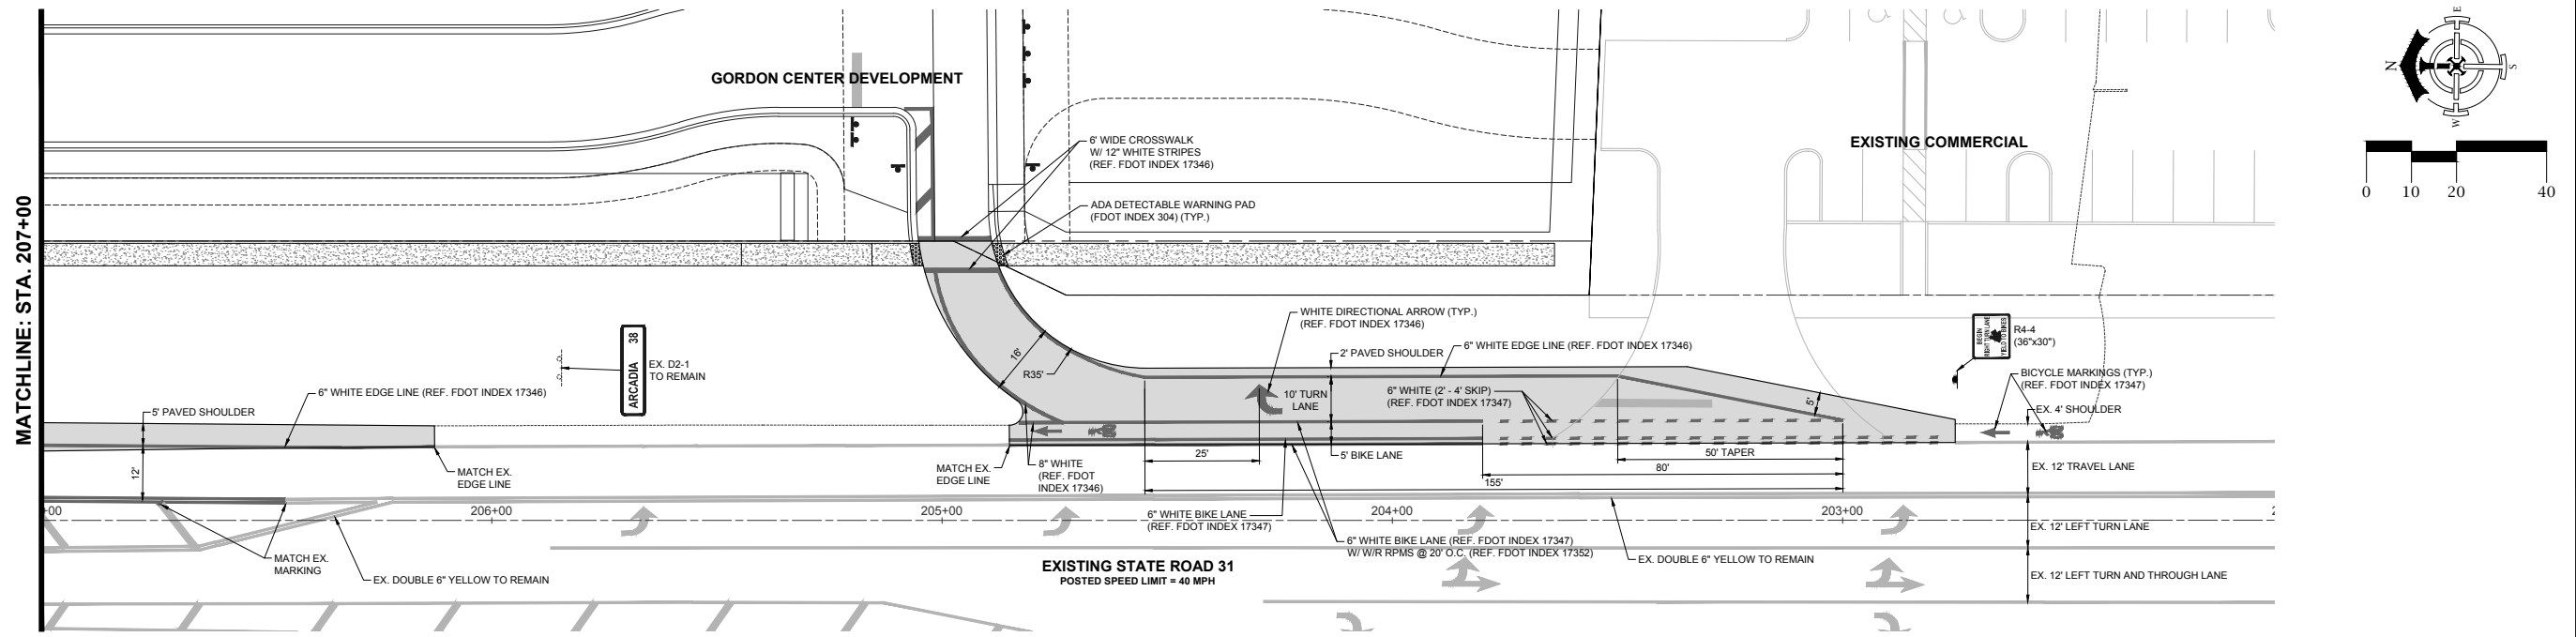 MATCHLINE: STA. 207+00
GORDON CENTER DEVELOPMENT
6' WIDE CROSSWALK
W/ 12" WHITE STRIPES
(REF. FDOT INDEX 17346)
ADA DETECTABLE WARNING PAD
(FDOT INDEX 304) (TYP.)
EXISTING COMMERCIAL
N
E
S
W
0 10 20 40
ARCADIA 38
EX. D2-1
TO REMAIN
6" WHITE EDGE LINE (REF. FDOT INDEX 17346)
5' PAVED SHOULDER
12'
MATCH EX.
EDGE LINE
16'
R35'
WHITE DIRECTIONAL ARROW (TYP.)
(REF. FDOT INDEX 17346)
2' PAVED SHOULDER
6" WHITE EDGE LINE (REF. FDOT INDEX 17346)
10' TURN
LANE
6" WHITE (2' - 4' SKIP)
(REF. FDOT INDEX 17347)
5'
BEGIN
RIGHT TURN LANE
YIELD TO BIKES
R4-4
(36"x30")
BICYCLE MARKINGS (TYP.)
(REF. FDOT INDEX 17347)
EX. 4' SHOULDER
MATCH EX.
EDGE LINE
8" WHITE
(REF. FDOT
INDEX 17346)
25'
5' BIKE LANE
50' TAPER
80'
155'
EX. 12' TRAVEL LANE
+00
206+00
205+00
204+00
203+00
2
6" WHITE BIKE LANE
(REF. FDOT INDEX 17347)
6" WHITE BIKE LANE (REF. FDOT INDEX 17347)
W/ W/R RPMS @ 20' O.C. (REF. FDOT INDEX 17352)
EX. 12' LEFT TURN LANE
MATCH EX.
MARKING
EX. DOUBLE 6" YELLOW TO REMAIN
EXISTING STATE ROAD 31
POSTED SPEED LIMIT = 40 MPH
EX. DOUBLE 6" YELLOW TO REMAIN
EX. 12' LEFT TURN AND THROUGH LANE